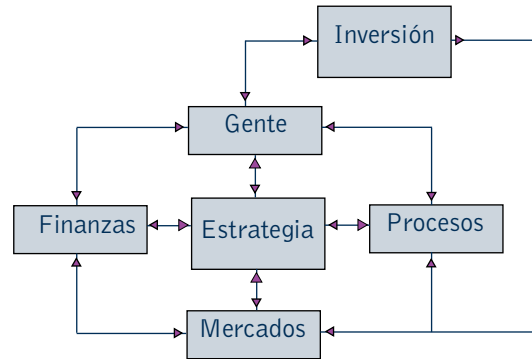 Inversión
Gente
Finanzas
Estrategia
Procesos
Mercados